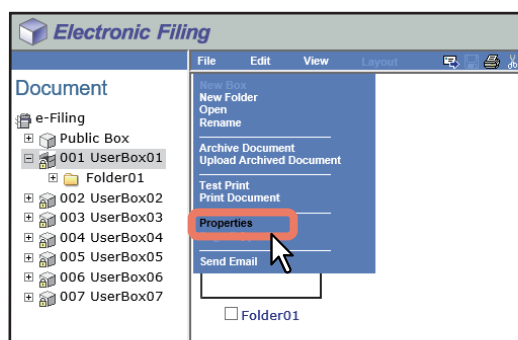 Electronic Filing
File Edit View Layout
Document
e-Filing
Public Box
001 UserBox01
Folder01
002 UserBox02
003 UserBox03
004 UserBox04
005 UserBox05
006 UserBox06
007 UserBox07
New Box
New Folder
Open
Rename
Archive Document
Upload Archived Document
Test Print
Print Document
Properties
Send Email
Folder01